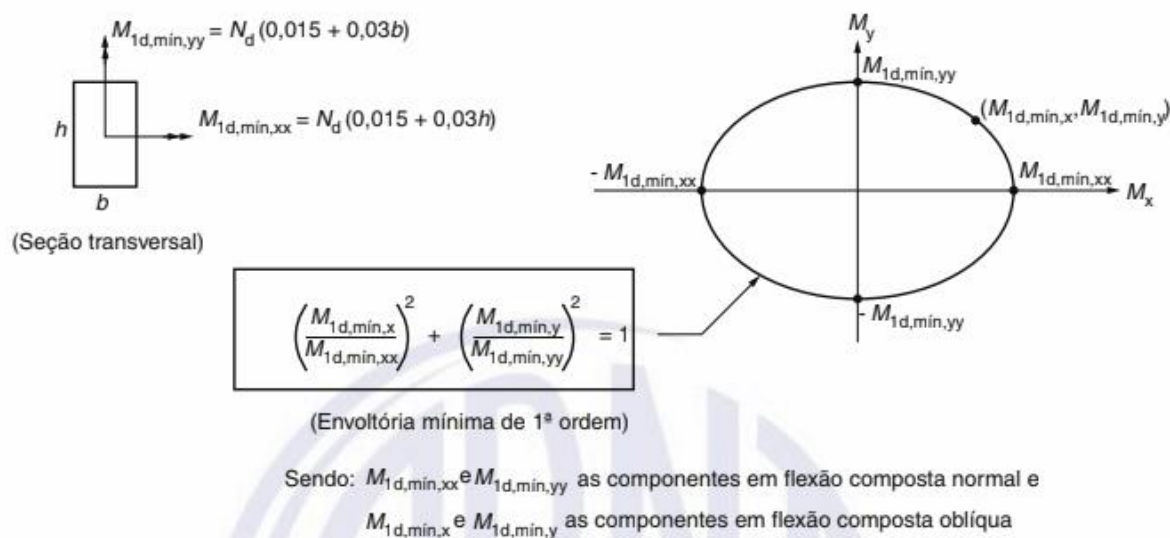 M1d,mín,yy = Nd (0,015 + 0,03b)
h
M1d,mín,xx = Nd (0,015 + 0,03h)
b
(Seção transversal)
My
M1d,mín,yy
(M1d,mín,x, M1d,mín,y)
- M1d,mín,xx
M1d,mín,xx
Mx
- M1d,mín,yy
(M1d,mín,x / M1d,mín,xx)² + (M1d,mín,y / M1d,mín,yy)² = 1
(Envoltória mínima de 1ª ordem)
Sendo: M1d,mín,xx e M1d,mín,yy as componentes em flexão composta normal e
M1d,mín,x e M1d,mín,y as componentes em flexão composta oblíqua